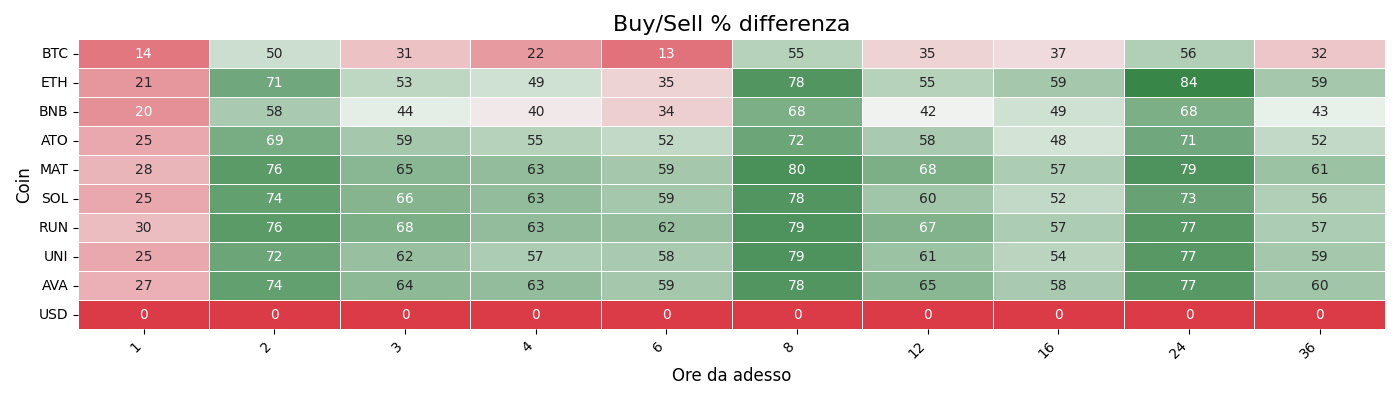 Buy/Sell % differenza
Coin
BTC 14 50 31 22 13 55 35 37 56 32
ETH 21 71 53 49 35 78 55 59 84 59
BNB 20 58 44 40 34 68 42 49 68 43
ATO 25 69 59 55 52 72 58 48 71 52
MAT 28 76 65 63 59 80 68 57 79 61
SOL 25 74 66 63 59 78 60 52 73 56
RUN 30 76 68 63 62 79 67 57 77 57
UNI 25 72 62 57 58 79 61 54 77 59
AVA 27 74 64 63 59 78 65 58 77 60
USD 0 0 0 0 0 0 0 0 0 0
1 2 3 4 6 8 12 16 24 36
Ore da adesso